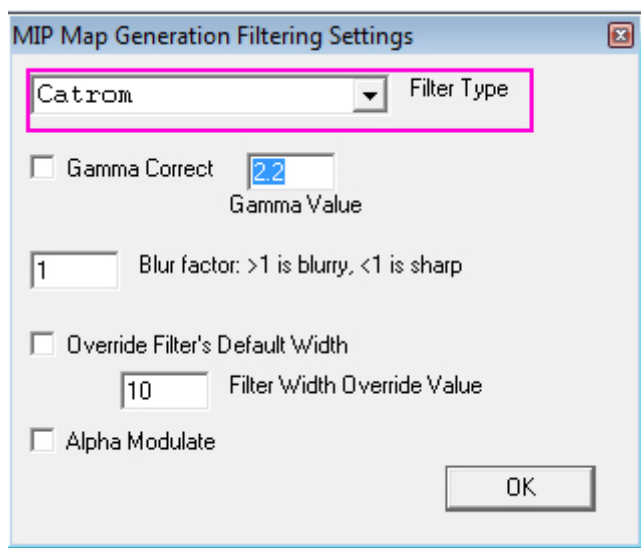 MIP Map Generation Filtering Settings
Catrom Filter Type
Gamma Correct 2.2
Gamma Value
1 Blur factor: >1 is blurry, <1 is sharp
Override Filter's Default Width
10 Filter Width Override Value
Alpha Modulate
OK